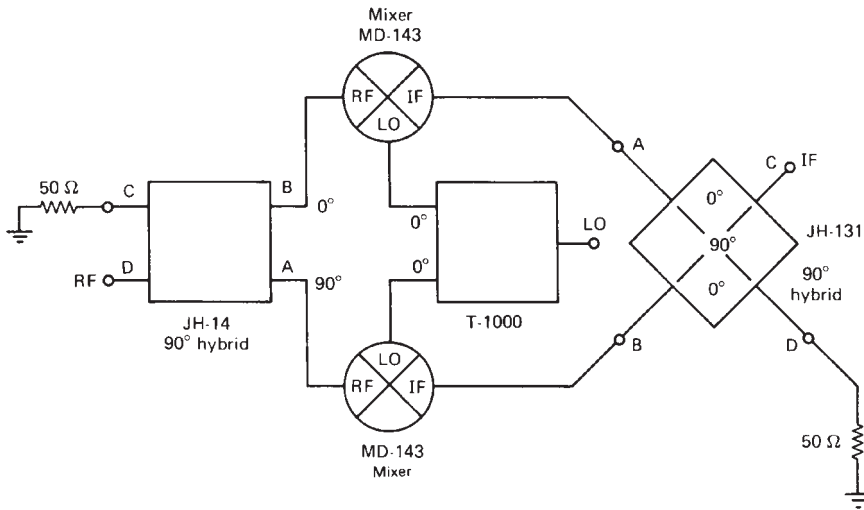 Mixer
MD-143
RF
IF
LO
A
C
IF
50 Ω
C
B
0°
0°
0°
LO
90°
JH-131
RF
D
A
90°
0°
0°
90°
hybrid
JH-14
90° hybrid
T-1000
LO
B
D
RF
IF
MD-143
Mixer
50 Ω